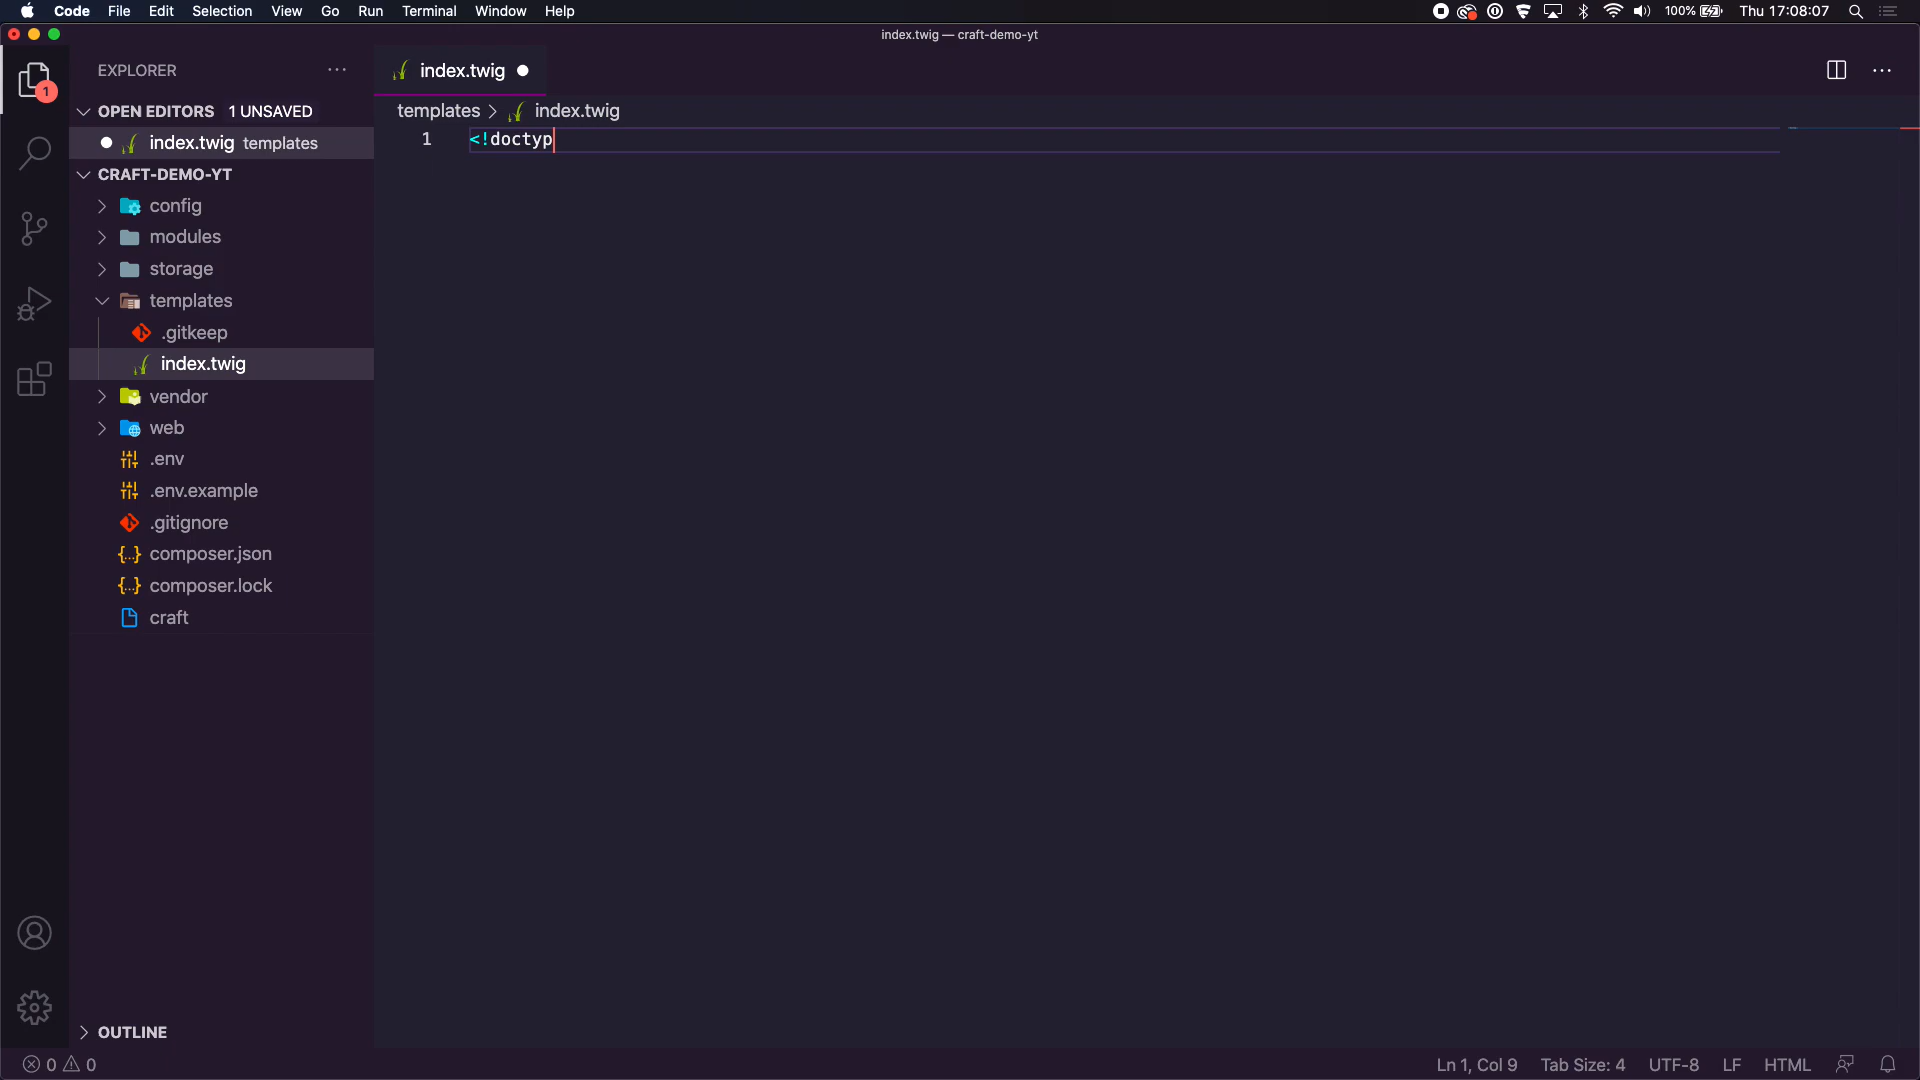 Code File Edit Selection View Go Run Terminal Window Help 100% Thu 17:08:07
index.twig — craft-demo-yt
EXPLORER
1
OPEN EDITORS 1 UNSAVED
index.twig templates
CRAFT-DEMO-YT
config
modules
storage
templates
.gitkeep
index.twig
vendor
web
.env
.env.example
.gitignore
composer.json
composer.lock
craft
OUTLINE
index.twig
templates > index.twig
1 <!doctyp
0 0 Ln 1, Col 9 Tab Size: 4 UTF-8 LF HTML